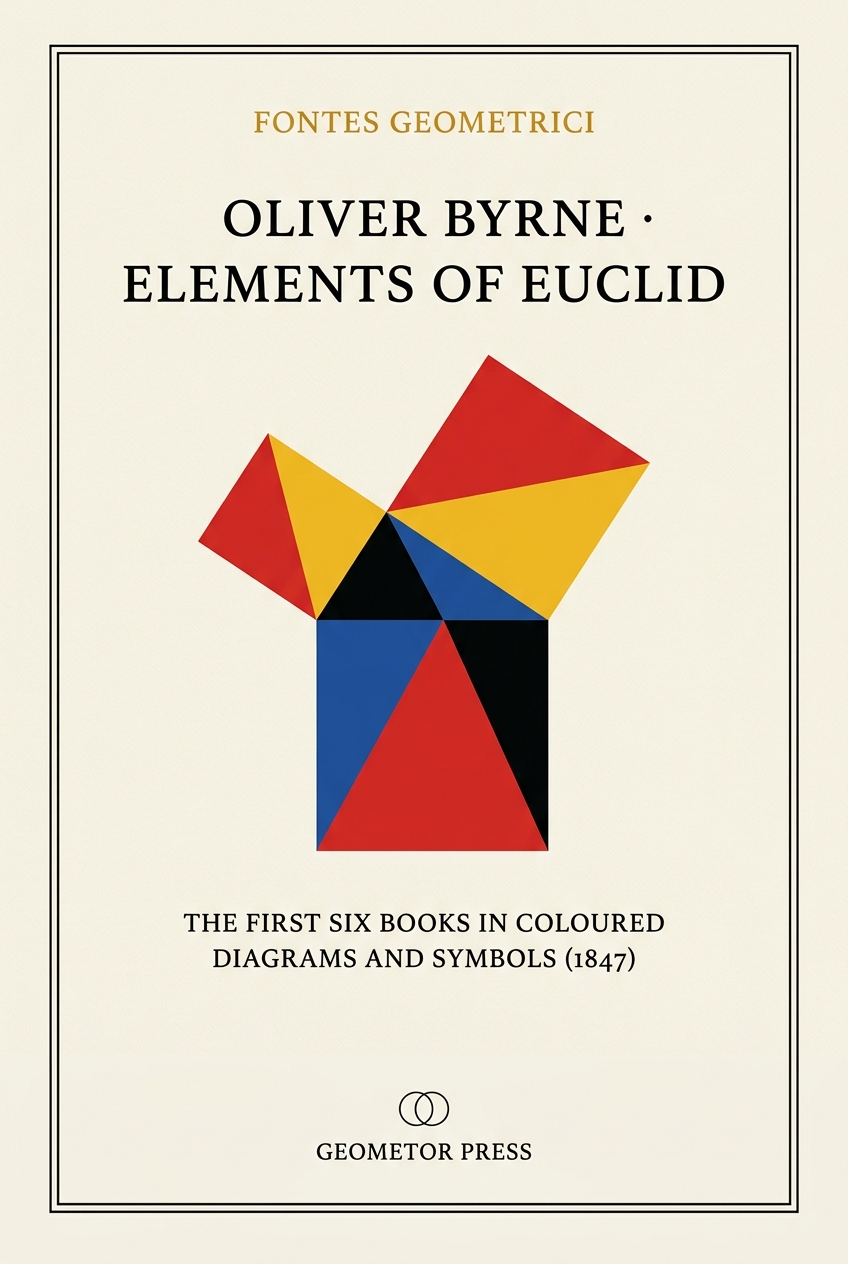 FONTES GEOMETRICI
OLIVER BYRNE ·
ELEMENTS OF EUCLID
THE FIRST SIX BOOKS IN COLOURED
DIAGRAMS AND SYMBOLS (1847)
GEOMETOR PRESS